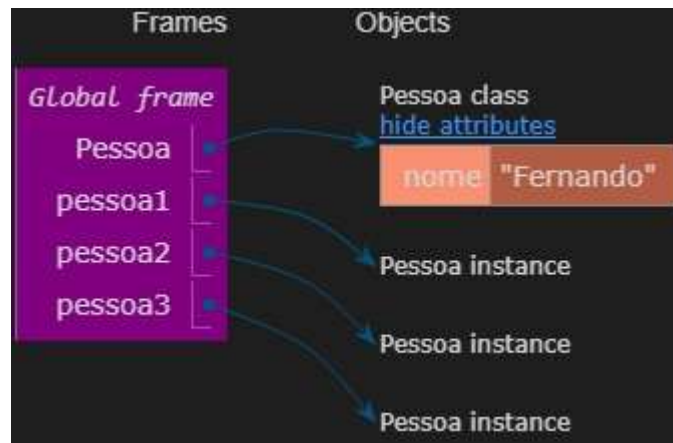 Frames
Objects
Global frame
Pessoa
pessoa1
pessoa2
pessoa3
Pessoa class
hide attributes
nome "Fernando"
Pessoa instance
Pessoa instance
Pessoa instance